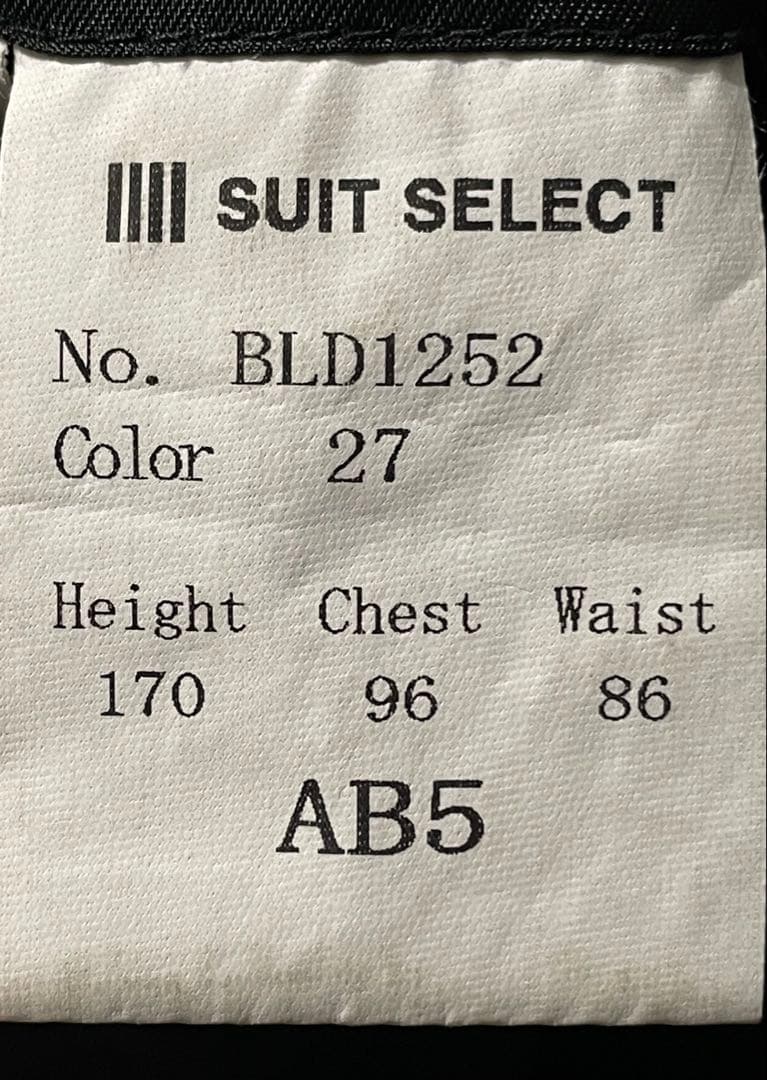 SUIT SELECT
No. BLD1252
Color 27
Height Chest Waist
170 96 86
AB5